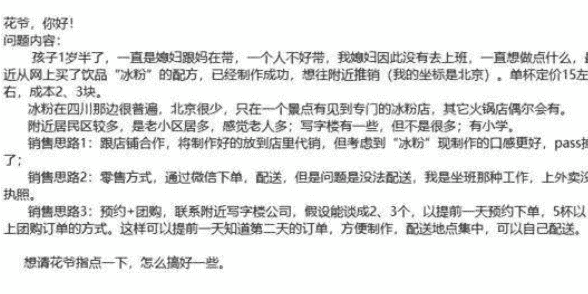 花爷，你好！
问题内容：
孩子1岁半了，一直是媳妇跟妈在带，一个人不好带，我媳妇因此没有去上班，一直想做点什么，
近从网上买了饮品“冰粉”的配方，已经制作成功，想往附近推销（我的坐标是北京）。单杯定价15左
右，成本2、3块。
冰粉在四川那边很普遍，北京很少，只在一个景点有见到专门的冰粉店，其它火锅店偶尔会有。
附近居民区较多，是老小区居多，感觉老人多；写字楼有一些，但不是很多；有小学。
销售思路1：跟店铺合作，将制作好的放到店里代销，但考虑到“冰粉”现制作的口感更好，pass掉
了；
销售思路2：零售方式，通过微信下单，配送，但是问题是没法配送，我是坐班那种工作，上外卖没
执照。
销售思路3：预约+团购，联系附近写字楼公司，假设能谈成2、3个，以提前一天预约下单，5杯以
上团购订单的方式。这样可以提前一天知道第二天的订单，方便制作，配送地点集中，可以自己配送。
想请花爷指点一下，怎么搞好一些。